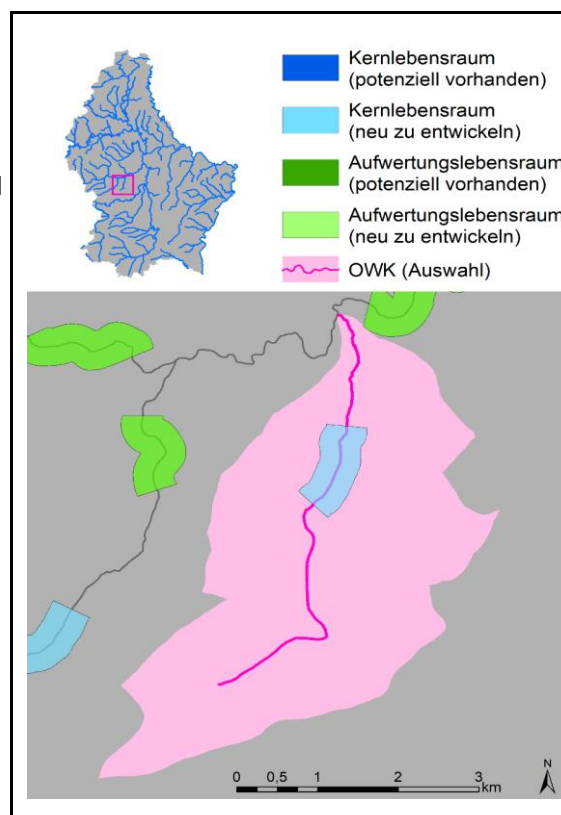 Kernlebensraum
(potenziell vorhanden)
Kernlebensraum
(neu zu entwickeln)
Aufwertungslebensraum
(potenziell vorhanden)
Aufwertungslebensraum
(neu zu entwickeln)
OWK (Auswahl)
N
0 0,5 1 2 3
km